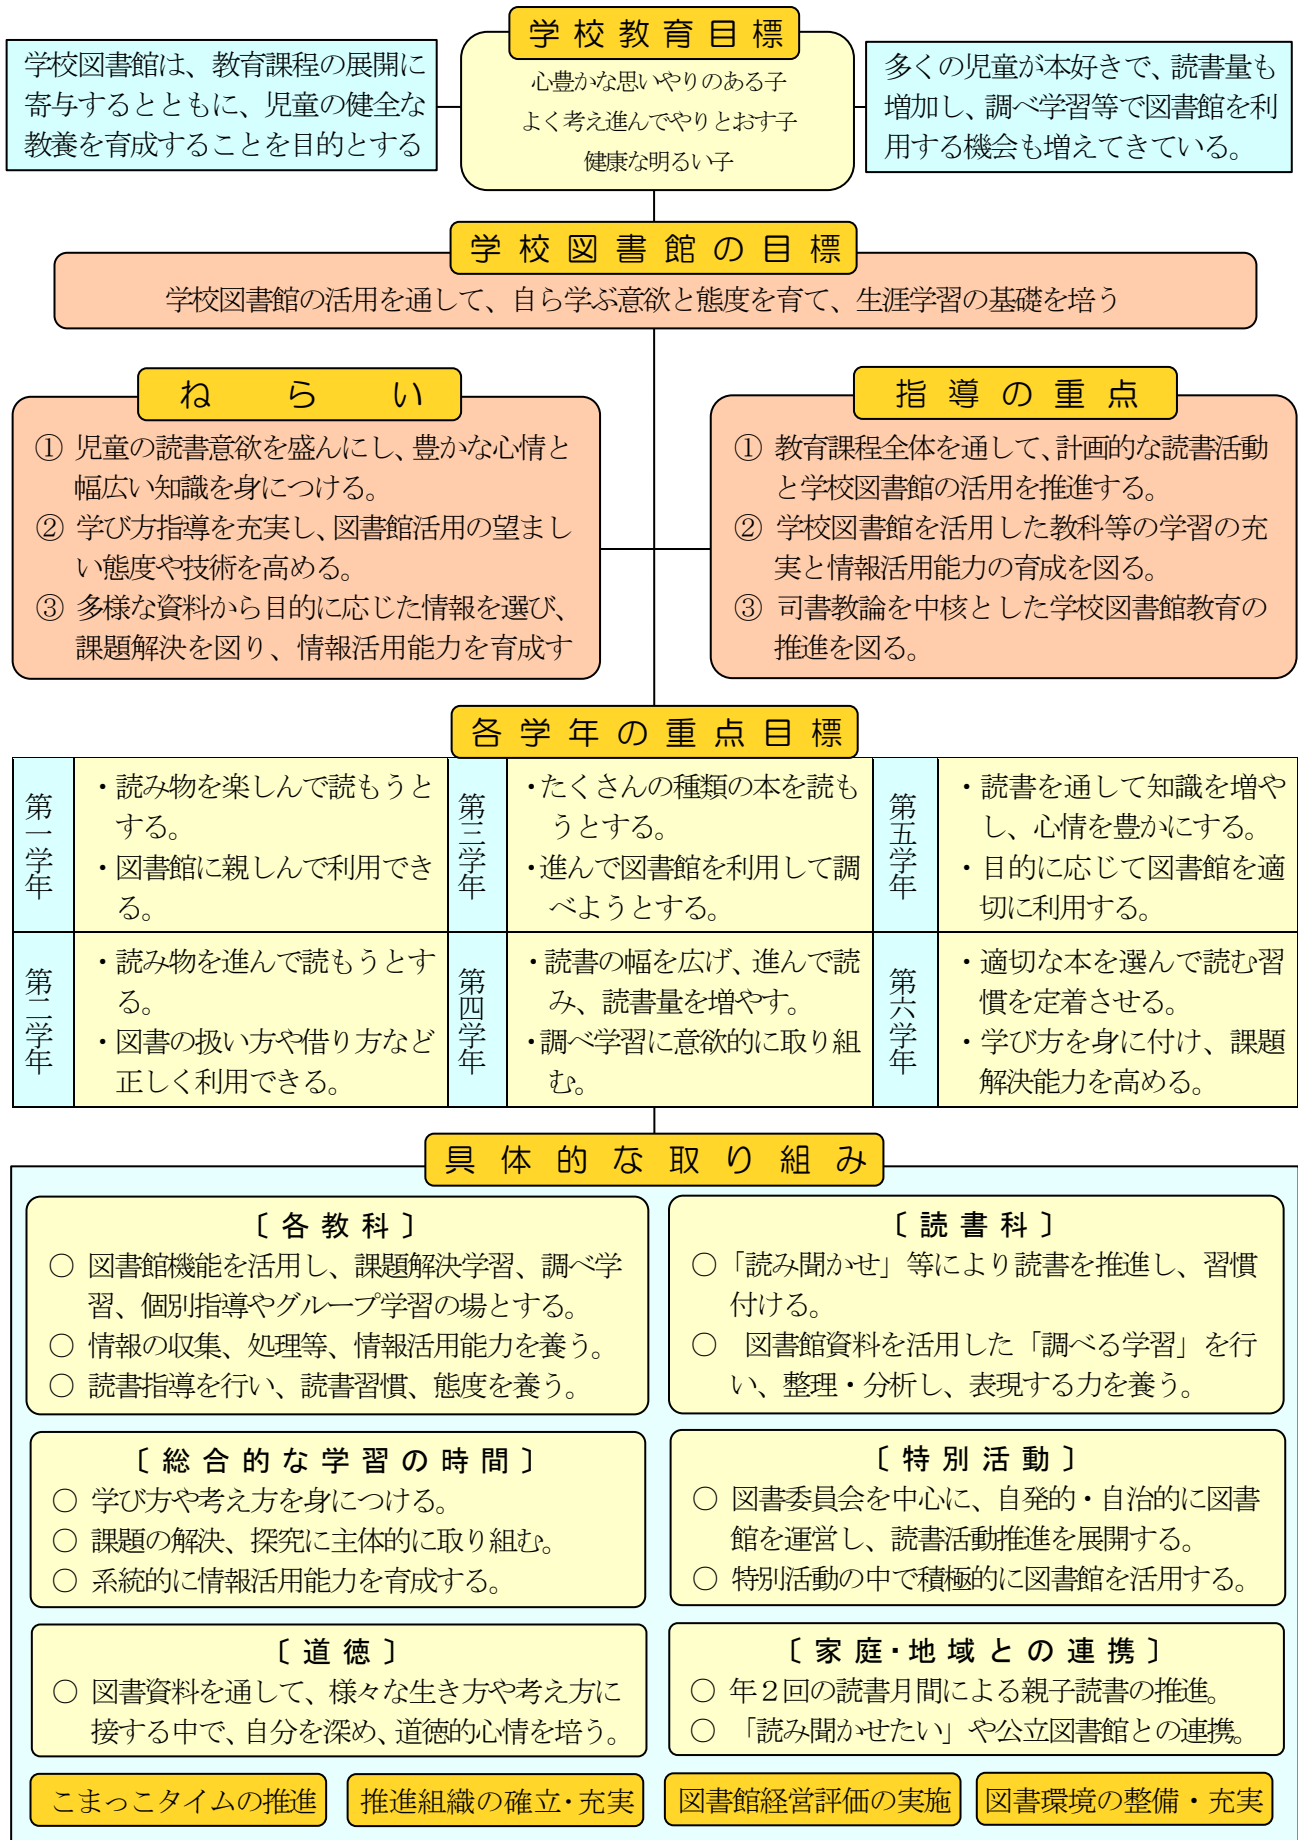 学校教育目標
心豊かな思いやりのある子
よく考え進んでやりとおす子
健康な明るい子
学校図書館は、教育課程の展開に
寄与するとともに、児童の健全な
教養を育成することを目的とする
多くの児童が本好きで、読書量も
増加し、調べ学習等で図書館を利
用する機会も増えてきている。
学校図書館の目標
学校図書館の活用を通して、自ら学ぶ意欲と態度を育て、生涯学習の基礎を培う
ねらい
① 児童の読書意欲を盛んにし、豊かな心情と
幅広い知識を身につける。
② 学び方指導を充実し、図書館活用の望まし
い態度や技術を高める。
③ 多様な資料から目的に応じた情報を選び、
課題解決を図り、情報活用能力を育成す
指導の重点
① 教育課程全体を通して、計画的な読書活動
と学校図書館の活用を推進する。
② 学校図書館を活用した教科等の学習の充
実と情報活用能力の育成を図る。
③ 司書教論を中核とした学校図書館教育の
推進を図る。
各学年の重点目標
第一学年
・読み物を楽しんで読もうと
する。
・図書館に親しんで利用でき
る。
第三学年
・たくさんの種類の本を読も
うとする。
・進んで図書館を利用して調
べようとする。
第五学年
・読書を通して知識を増や
し、心情を豊かにする。
・目的に応じて図書館を適
切に利用する。
第二学年
・読み物を進んで読もうとす
る。
・図書の扱い方や借り方など
正しく利用できる。
第四学年
・読書の幅を広げ、進んで読
み、読書量を増やす。
・調べ学習に意欲的に取り組
む。
第六学年
・適切な本を選んで読む習
慣を定着させる。
・学び方を身に付け、課題
解決能力を高める。
具体的な取り組み
〔各教科〕
○ 図書館機能を活用し、課題解決学習、調べ学
習、個別指導やグループ学習の場とする。
○ 情報の収集、処理等、情報活用能力を養う。
○ 読書指導を行い、読書習慣、態度を養う。
〔読書科〕
○「読み聞かせ」等により読書を推進し、習慣
付ける。
○ 図書館資料を活用した「調べる学習」を行
い、整理・分析し、表現する力を養う。
〔総合的な学習の時間〕
○ 学び方や考え方を身につける。
○ 課題の解決、探究に主体的に取り組む。
○ 系統的に情報活用能力を育成する。
〔特別活動〕
○ 図書委員会を中心に、自発的・自治的に図書
館を運営し、読書活動推進を展開する。
○ 特別活動の中で積極的に図書館を活用する。
〔道徳〕
○ 図書資料を通して、様々な生き方や考え方に
接する中で、自分を深め、道徳的心情を培う。
〔家庭・地域との連携〕
○ 年２回の読書月間による親子読書の推進。
○ 「読み聞かせたい」や公立図書館との連携。
こまっこタイムの推進
推進組織の確立・充実
図書館経営評価の実施
図書環境の整備・充実